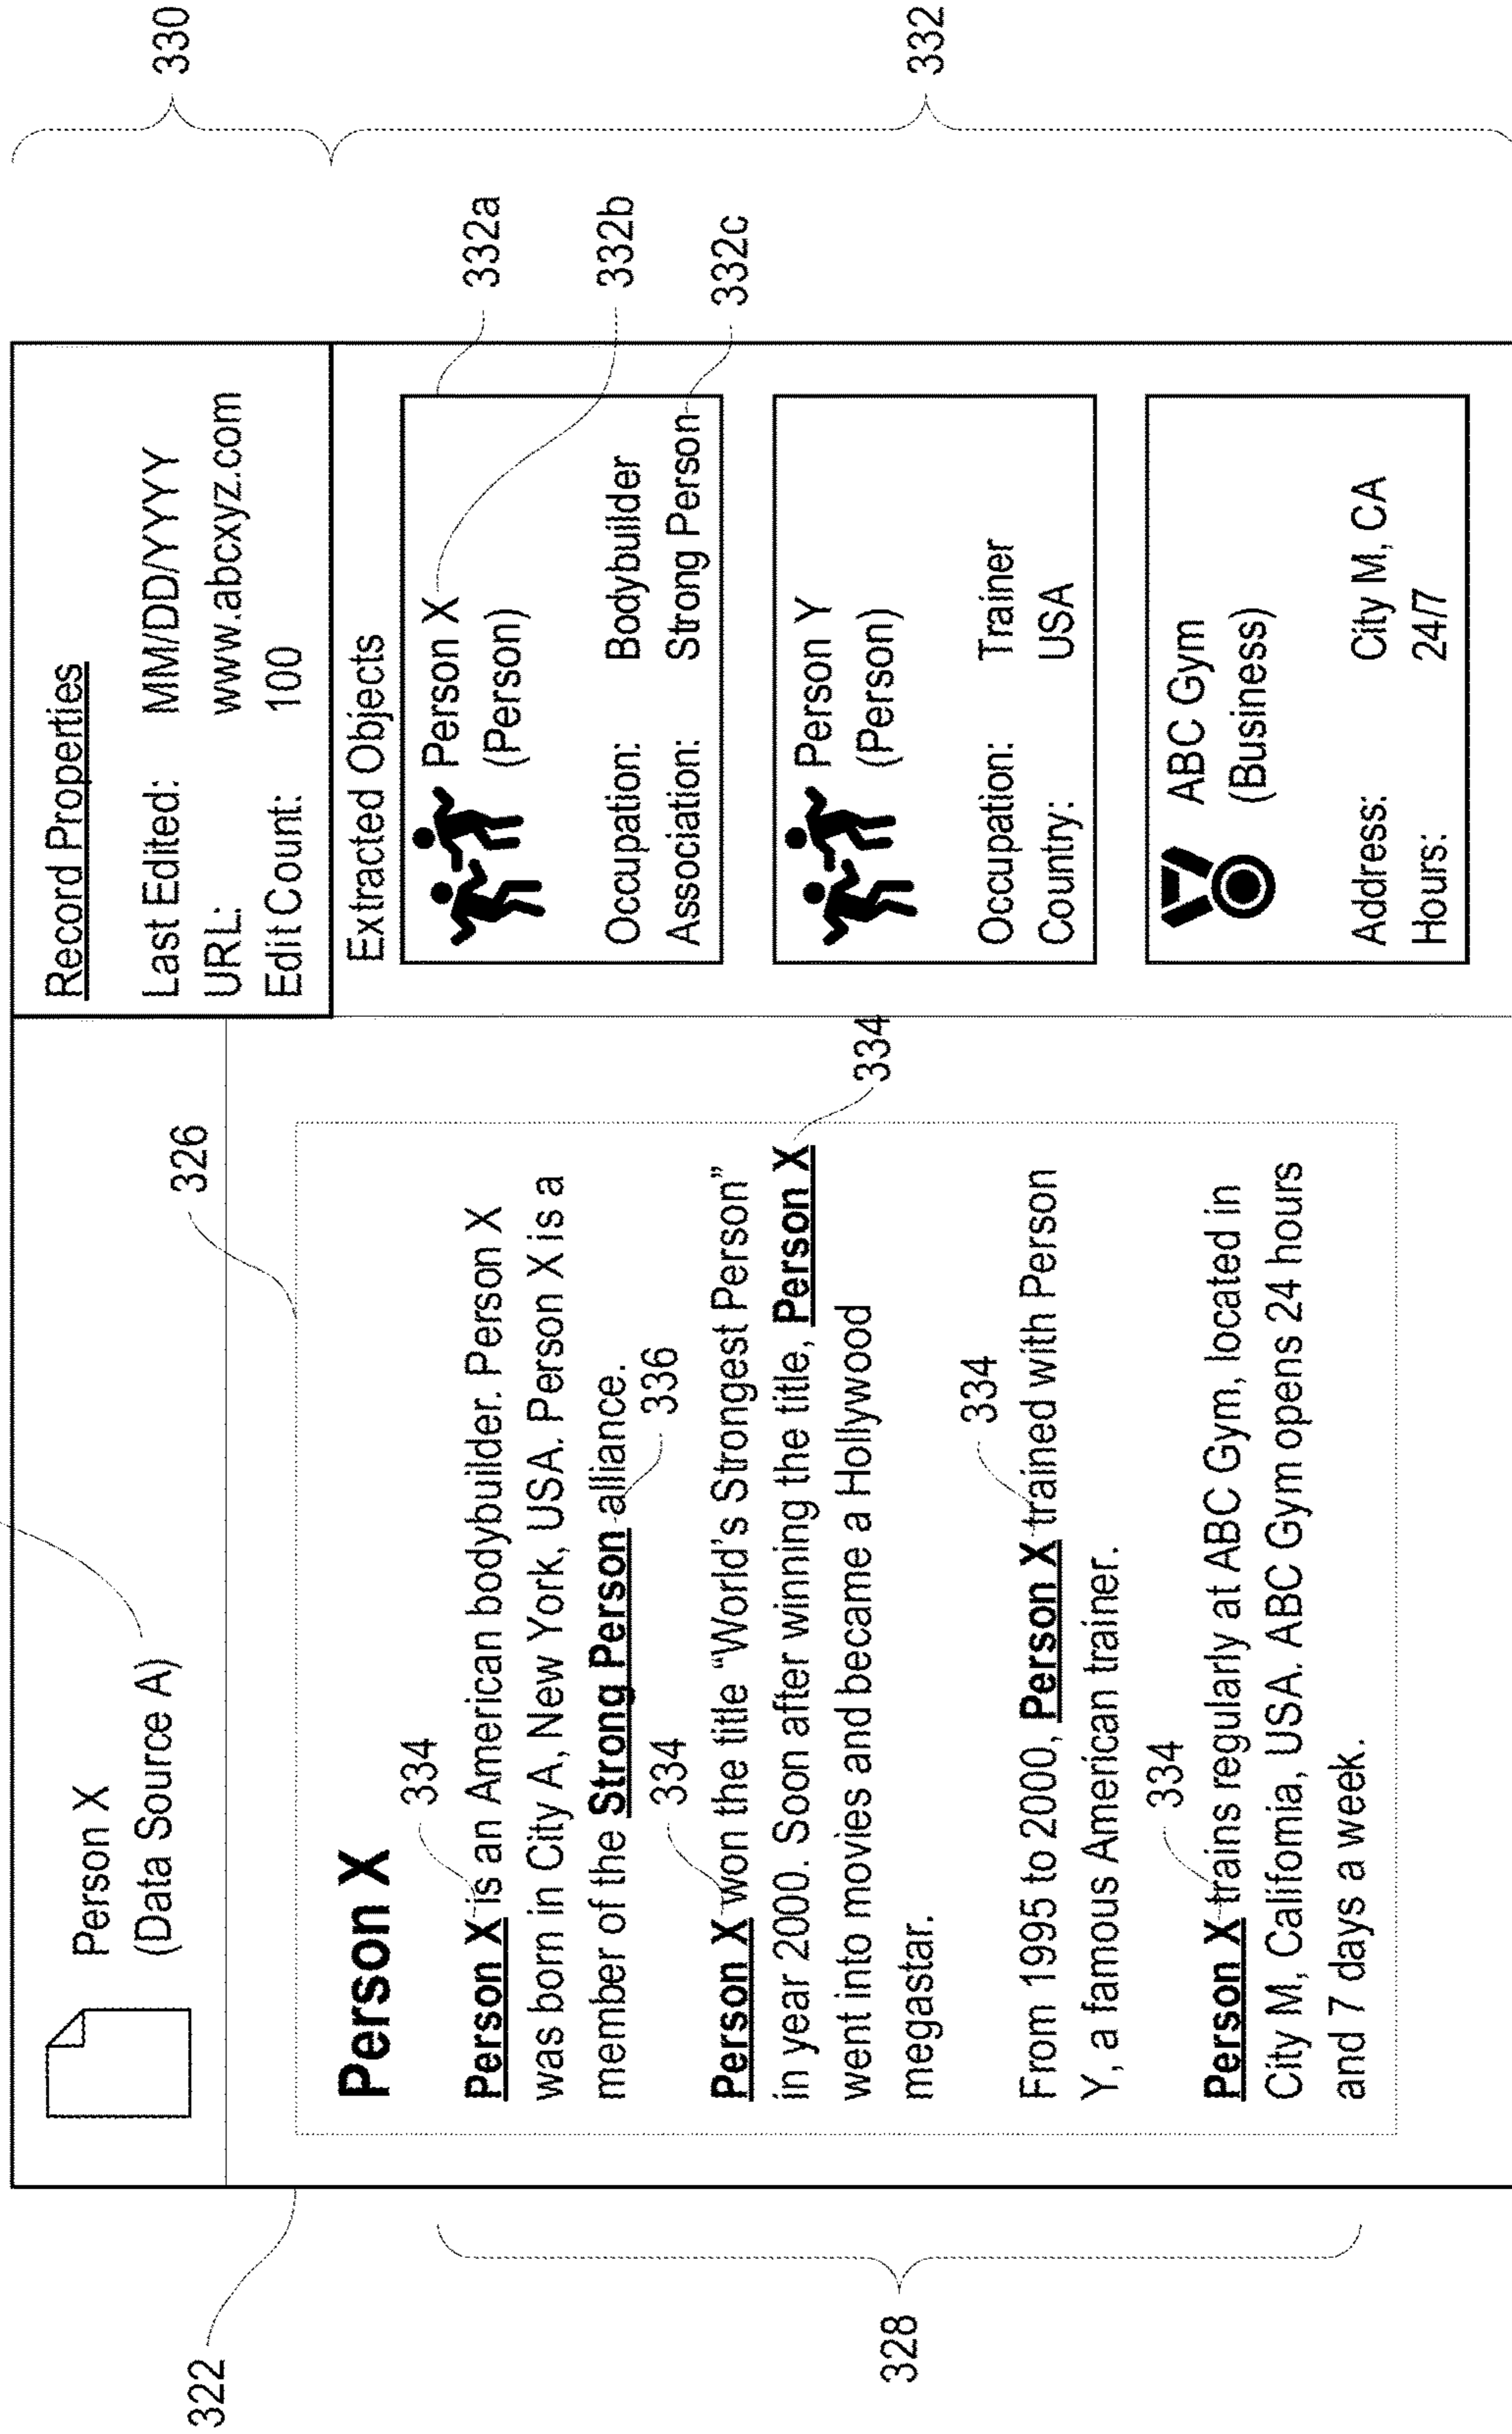 330
332
Person X
(Data Source A)
326
322
328
Person X
334
Person X is an American bodybuilder. Person X
was born in City A, New York, USA. Person X is a
member of the Strong Person alliance.
334
336
Person X won the title “World’s Strongest Person”
in year 2000. Soon after winning the title, Person X
334
went into movies and became a Hollywood
megastar.
334
From 1995 to 2000, Person X trained with Person
Y, a famous American trainer.
334
Person X trains regularly at ABC Gym, located in
City M, California, USA. ABC Gym opens 24 hours
and 7 days a week.
Record Properties
Last Edited: MM/DD/YYYY
URL: www.abcxyz.com
Edit Count: 100
Extracted Objects
332a
Person X
(Person)
332b
Occupation: Bodybuilder
Association: Strong Person
332c
Person Y
(Person)
Occupation: Trainer
Country: USA
ABC Gym
(Business)
Address: City M, CA
Hours: 24/7